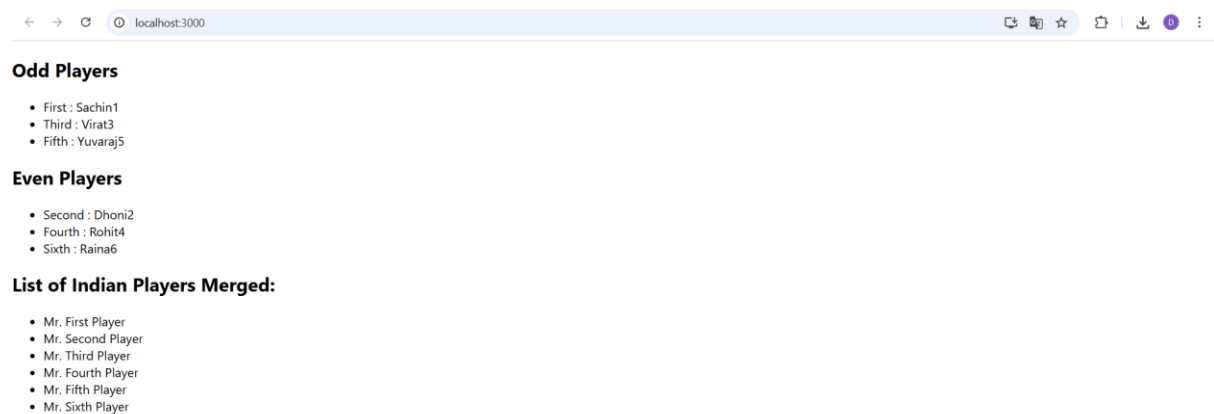 localhost:3000
D
Odd Players
• First : Sachin1
• Third : Virat3
• Fifth : Yuvaraj5
Even Players
• Second : Dhoni2
• Fourth : Rohit4
• Sixth : Raina6
List of Indian Players Merged:
• Mr. First Player
• Mr. Second Player
• Mr. Third Player
• Mr. Fourth Player
• Mr. Fifth Player
• Mr. Sixth Player